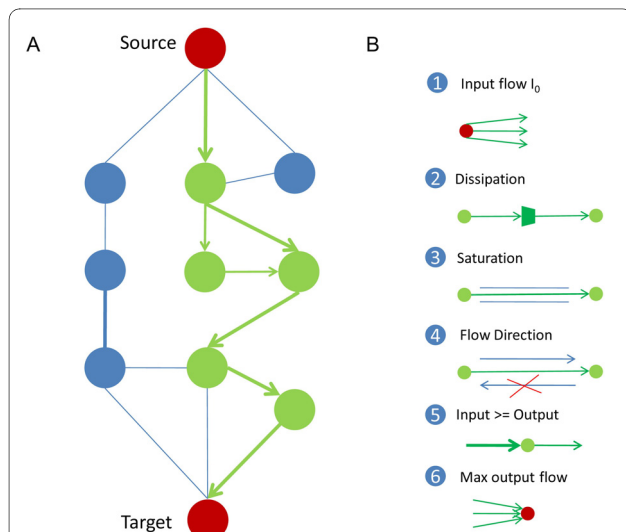 A
Source
Target
B
1 Input flow I₀
2 Dissipation
3 Saturation
4 Flow Direction
5 Input >= Output
6 Max output flow